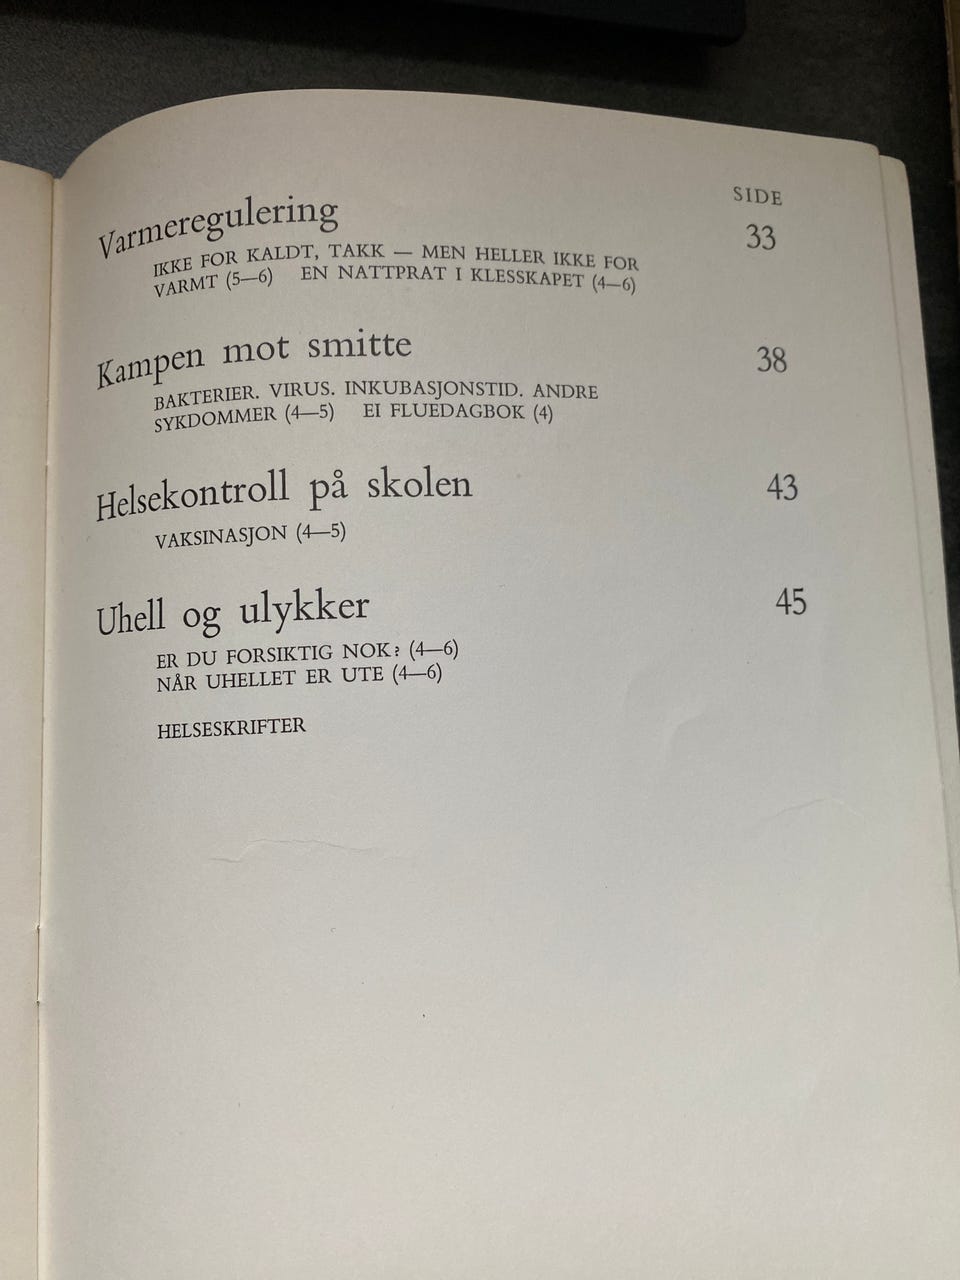 SIDE
Varmeregulering 33
IKKE FOR KALDT, TAKK — MEN HELLER IKKE FOR
VARMT (5—6) EN NATTPRAT I KLESSKAPET (4—6)
Kampen mot smitte 38
BAKTERIER. VIRUS. INKUBASJONSTID. ANDRE
SYKDOMMER (4—5) EI FLUEDAGBOK (4)
Helsekontroll på skolen 43
VAKSINASJON (4—5)
Uhell og ulykker 45
ER DU FORSIKTIG NOK? (4—6)
NÅR UHELLET ER UTE (4—6)
HELSESKRIFTER